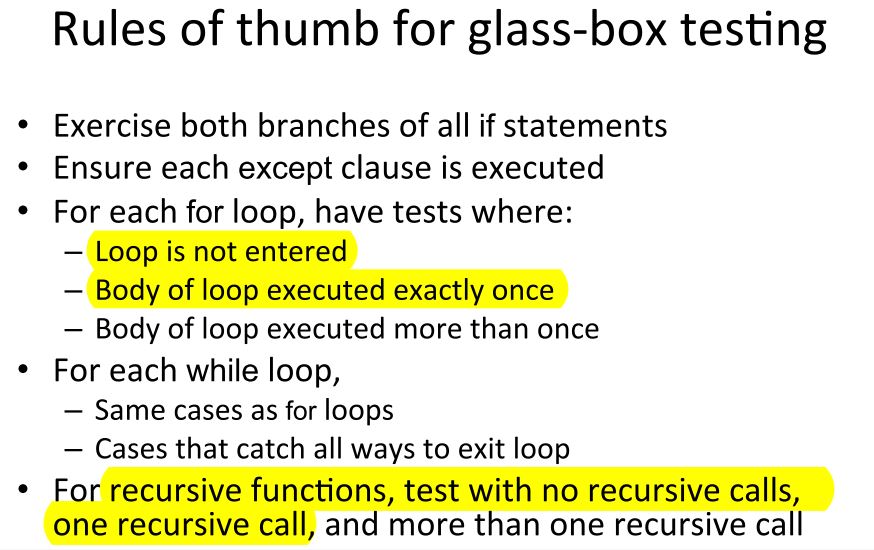 Rules of thumb for glass-box testing
• Exercise both branches of all if statements
• Ensure each except clause is executed
• For each for loop, have tests where:
– Loop is not entered
– Body of loop executed exactly once
– Body of loop executed more than once
• For each while loop,
– Same cases as for loops
– Cases that catch all ways to exit loop
• For recursive functions, test with no recursive calls,
one recursive call, and more than one recursive call